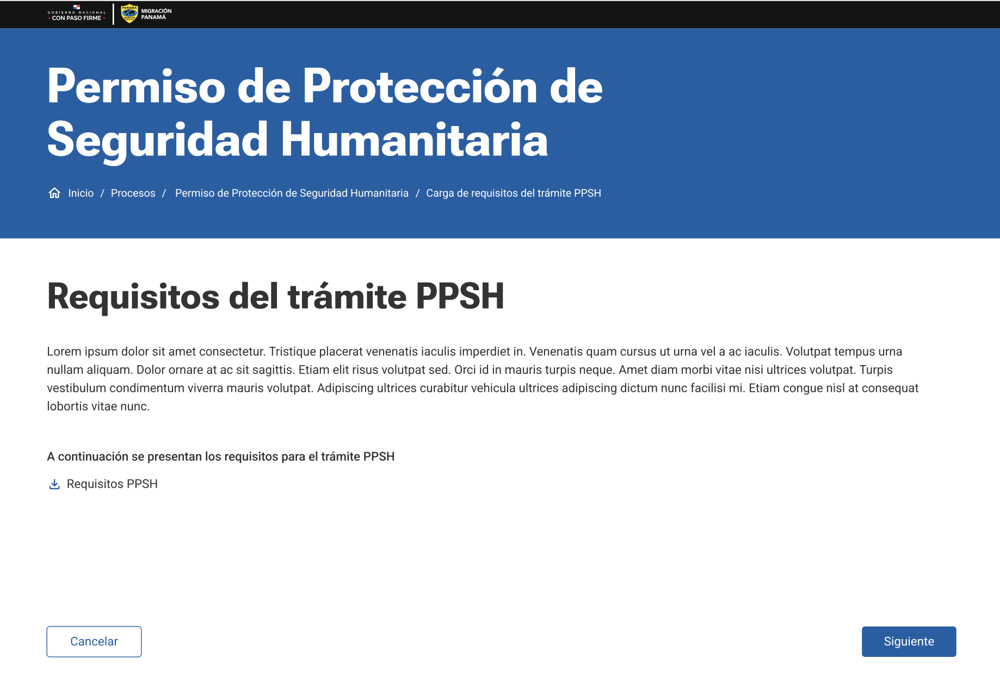 GOBIERNO NACIONAL
CON PASO FIRME
PANAMÁ
MIGRACIÓN
MIGRACIÓN
PANAMÁ
Permiso de Protección de
Seguridad Humanitaria
Inicio / Procesos / Permiso de Protección de Seguridad Humanitaria / Carga de requisitos del trámite PPSH
Requisitos del trámite PPSH
Lorem ipsum dolor sit amet consectetur. Tristique placerat venenatis iaculis imperdiet in. Venenatis quam cursus ut urna vel a ac iaculis. Volutpat tempus urna
nullam aliquam. Dolor ornare at ac sit sagittis. Etiam elit risus volutpat sed. Orci id in mauris turpis neque. Amet diam morbi vitae nisi ultrices volutpat. Turpis
vestibulum condimentum viverra mauris volutpat. Adipiscing ultrices curabitur vehicula ultrices adipiscing dictum nunc facilisi mi. Etiam congue nisl at consequat
lobortis vitae nunc.
A continuación se presentan los requisitos para el trámite PPSH
Requisitos PPSH
Cancelar
Siguiente